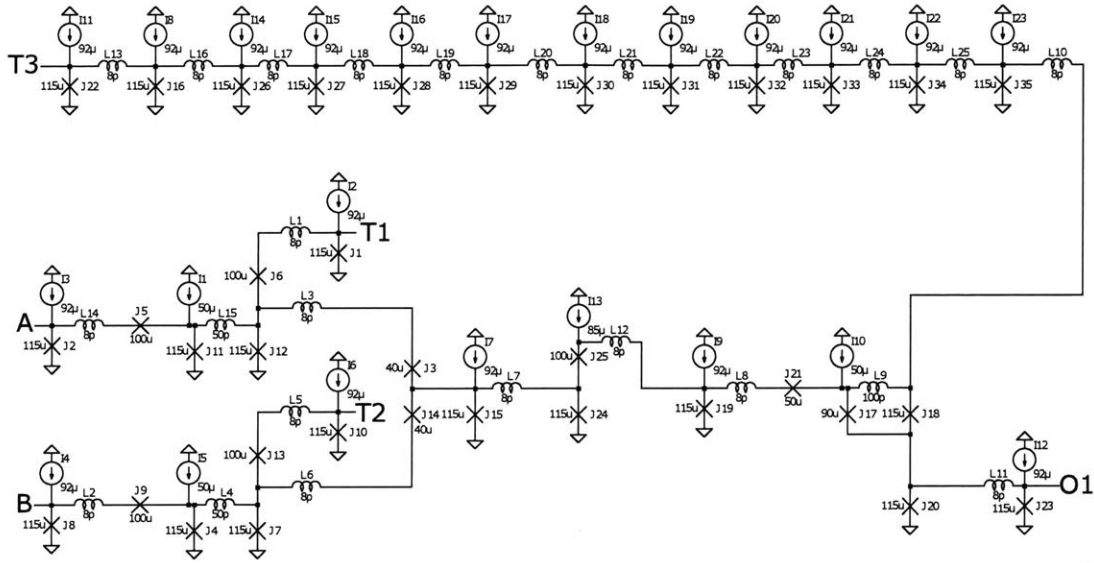 I11 I8 I14 I15 I16 I17 I18 I19 I20 I21 I22 I23
92µ 92µ 92µ 92µ 92µ 92µ 92µ 92µ 92µ 92µ 92µ 92µ
L13 L16 L17 L18 L19 L20 L21 L22 L23 L24 L25 L10
T3
8p 8p 8p 8p 8p 8p 8p 8p 8p 8p 8p 8p
115u J22 115u J16 115u J26 115u J27 115u J28 115u J29 115u J30 115u J31 115u J32 115u J33 115u J34 115u J35
I2
92µ
L1
T1
8p
115u J1
I3 I1
100u J6
92µ 50µ
L14 J5 L15 L3
A
8p 100u 50p 8p
115u J2 115u J11 115u J12
I13
85µ L12
8p
100u J25
I6 I7 I9 I10
92µ 40u J3 92µ 92µ 50µ
L7 L8 J21 L9
8p 8p 50u 100p
L5
T2
8p
115u J10
J14 40u
115u J15 115u J24 115u J19 90u J17 115u J18
100u J13
I4 I5 I12
92µ 50µ 92µ
L2 J9 L4 L6 L11
B O1
8p 100u 50p 8p 8p
115u J8 115u J4 115u J7 115u J20 115u J23